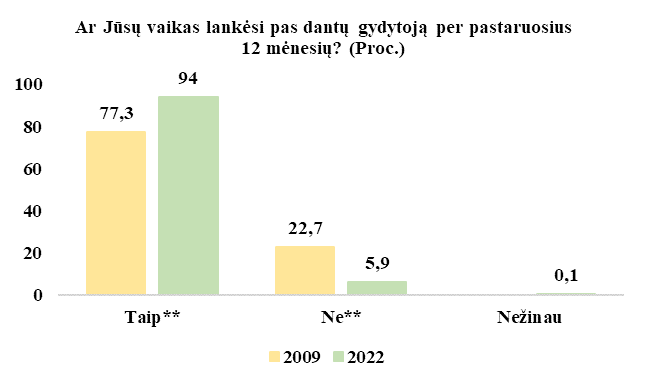 Ar Jūsų vaikas lankėsi pas dantų gydytoją per pastaruosius
12 mėnesių? (Proc.)
100
80
60
40
20
0
77,3
94
22,7
5,9
0,1
Taip**
Ne**
Nežinau
2009
2022